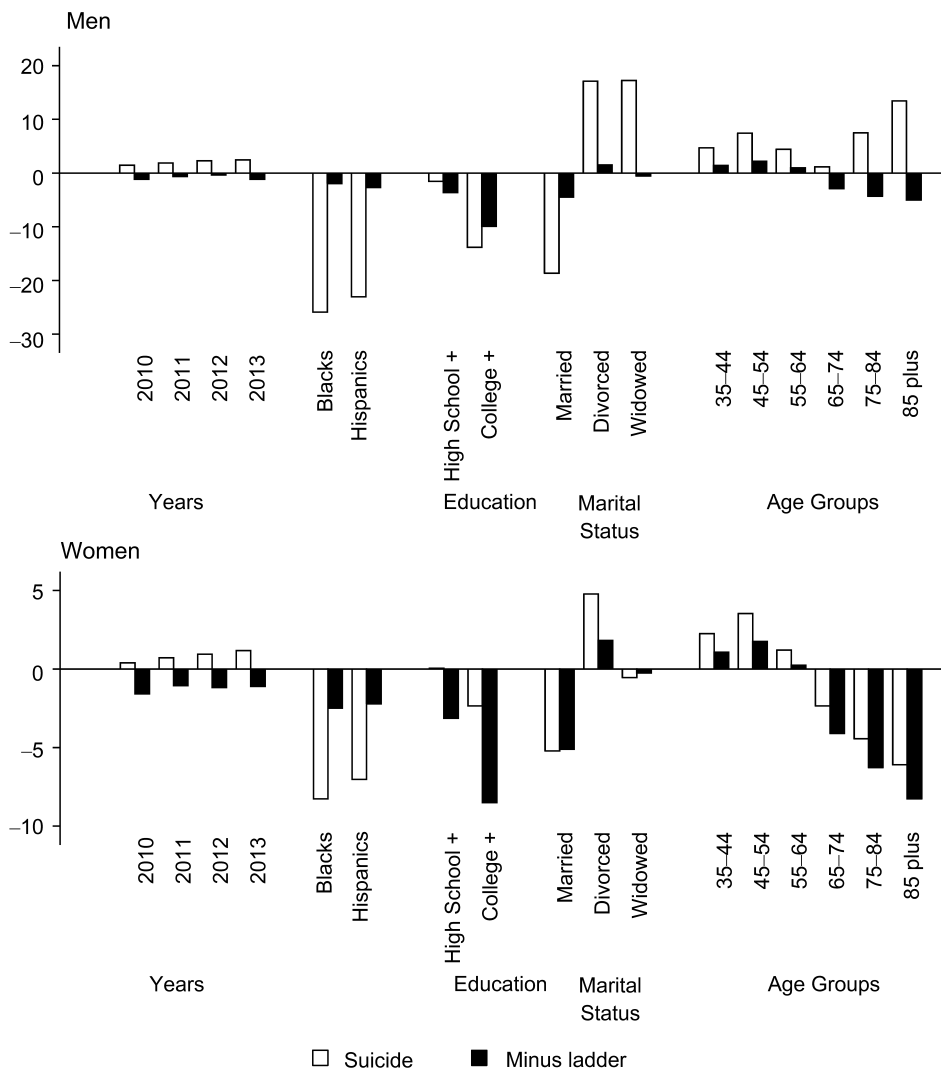 Men
20
10
0
–10
–20
–30
2010
2011
2012
2013
Blacks
Hispanics
High School +
College +
Married
Divorced
Widowed
35–44
45–54
55–64
65–74
75–84
85 plus
Years
Education
Marital
Status
Age Groups
Women
5
0
–5
–10
2010
2011
2012
2013
Blacks
Hispanics
High School +
College +
Married
Divorced
Widowed
35–44
45–54
55–64
65–74
75–84
85 plus
Years
Education
Marital
Status
Age Groups
Suicide
Minus ladder